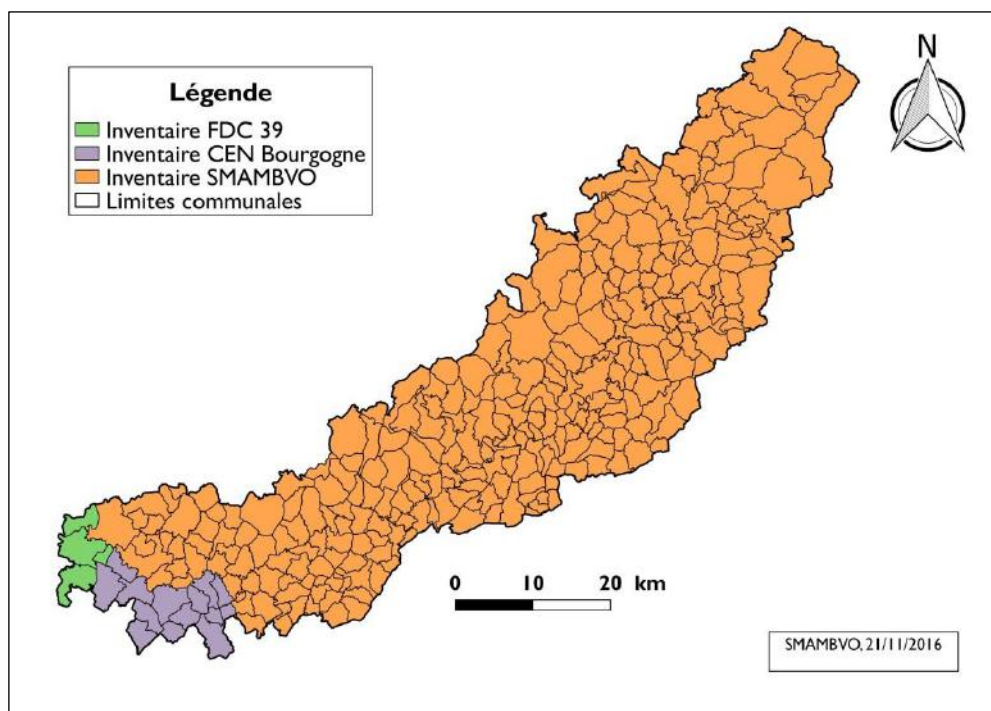 Légende
Inventaire FDC 39
Inventaire CEN Bourgogne
Inventaire SMAMBVO
Limites communales
N
0 10 20 km
SMAMBVO, 21/11/2016